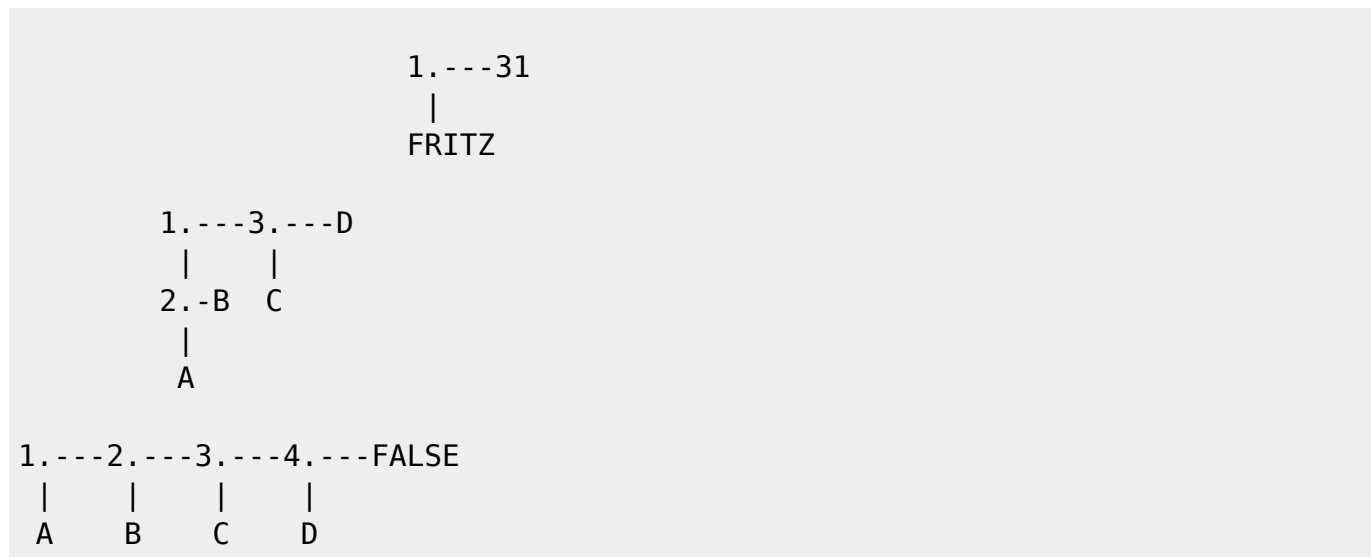 1.---31
                       |
                      FRITZ
        1.---3.---D
         |    |
        2.-B  C
         |
         A
1.---2.---3.---4.---FALSE
 |    |    |    |
 A    B    C    D